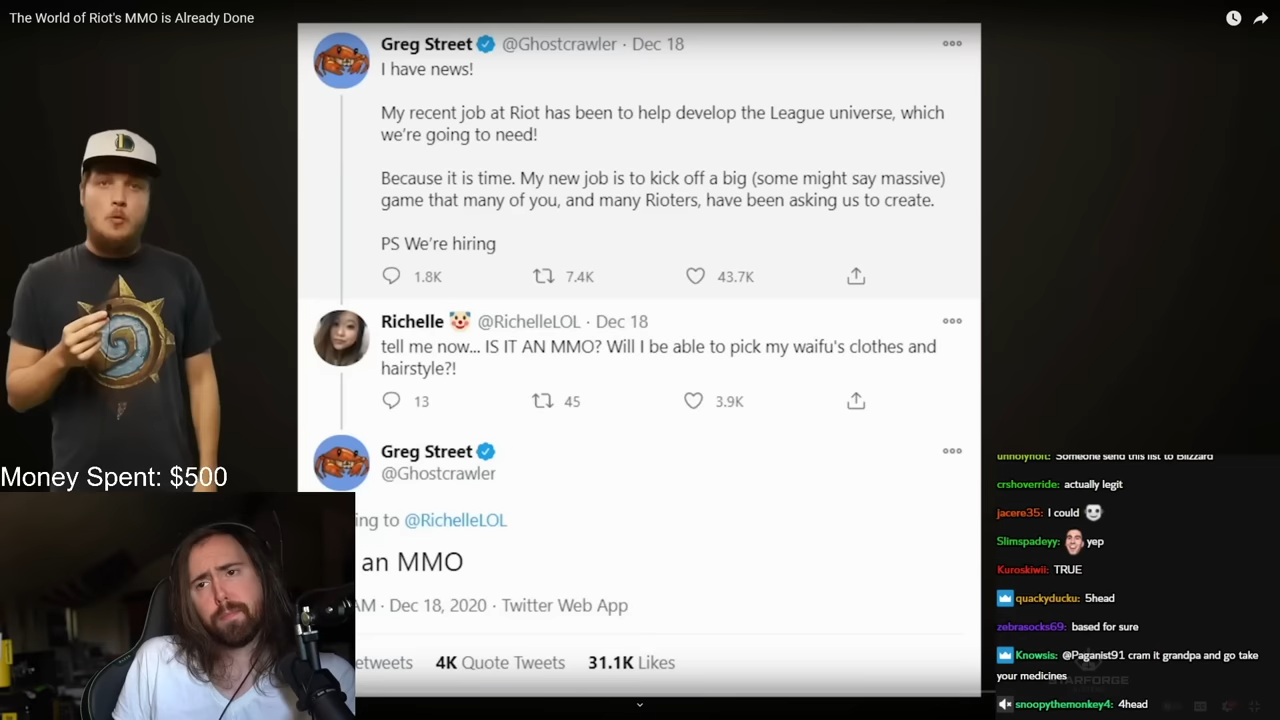 The World of Riot's MMO is Already Done
Greg Street @Ghostcrawler · Dec 18
I have news!
My recent job at Riot has been to help develop the League universe, which
we're going to need!
Because it is time. My new job is to kick off a big (some might say massive)
game that many of you, and many Rioters, have been asking us to create.
PS We're hiring
1.8K 7.4K 43.7K
Richelle @RichelleLOL · Dec 18
tell me now... IS IT AN MMO? Will I be able to pick my waifu's clothes and
hairstyle?!
13 45 3.9K
Greg Street
@Ghostcrawler
ing to @RichelleLOL
an MMO
AM · Dec 18, 2020 · Twitter Web App
etweets 4K Quote Tweets 31.1K Likes
Money Spent: $500
unholyholt: Someone send this list to Blizzard
crshoverride: actually legit
jacere35: I could
Slimspadeyy: yep
Kuroskiwii: TRUE
quackyducku: 5head
zebrasocks69: based for sure
Knowsis: @Paganist91 cram it grandpa and go take
your medicines
STARFORGE
snoopythemonkey4: 4head